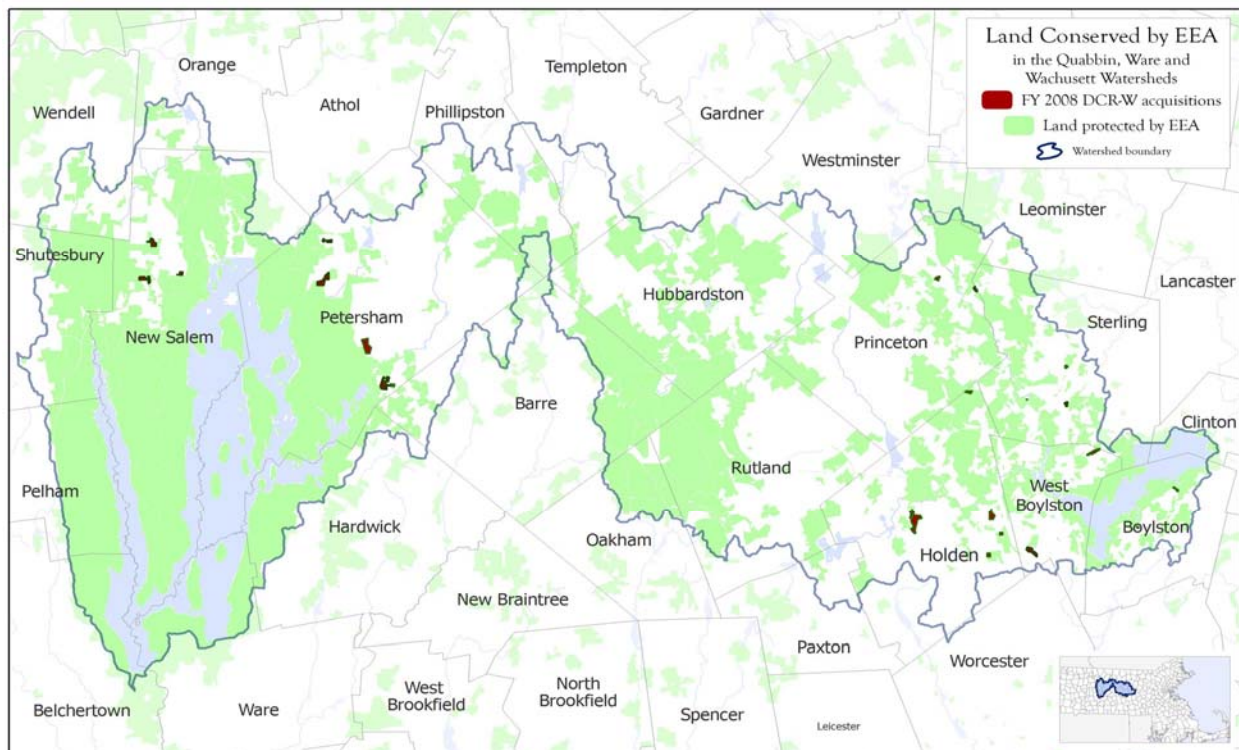 Land Conserved by EEA
in the Quabbin, Ware and
Wachusett Watersheds
FY 2008 DCR-W acquisitions
Land protected by EEA
Watershed boundary
Orange
Templeton
Athol
Gardner
Wendell
Phillipston
Westminster
Leominster
Shutesbury
Lancaster
Hubbardston
Petersham
Sterling
New Salem
Princeton
Barre
Clinton
Rutland
West
Boylston
Pelham
Hardwick
Boylston
Oakham
Holden
New Braintree
Paxton
Worcester
West
Brookfield
North
Brookfield
Belchertown
Ware
Spencer
Leicester